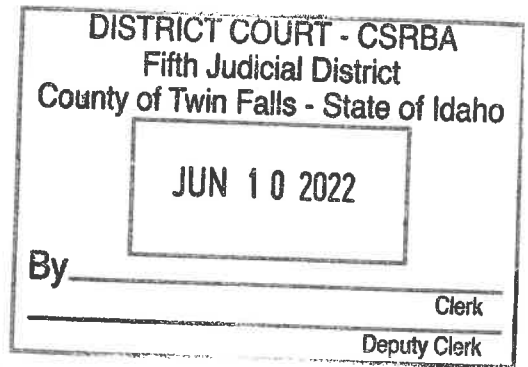 DISTRICT COURT - CSRBA
Fifth Judicial District
County of Twin Falls - State of Idaho
JUN 10 2022
By
Clerk
Deputy Clerk